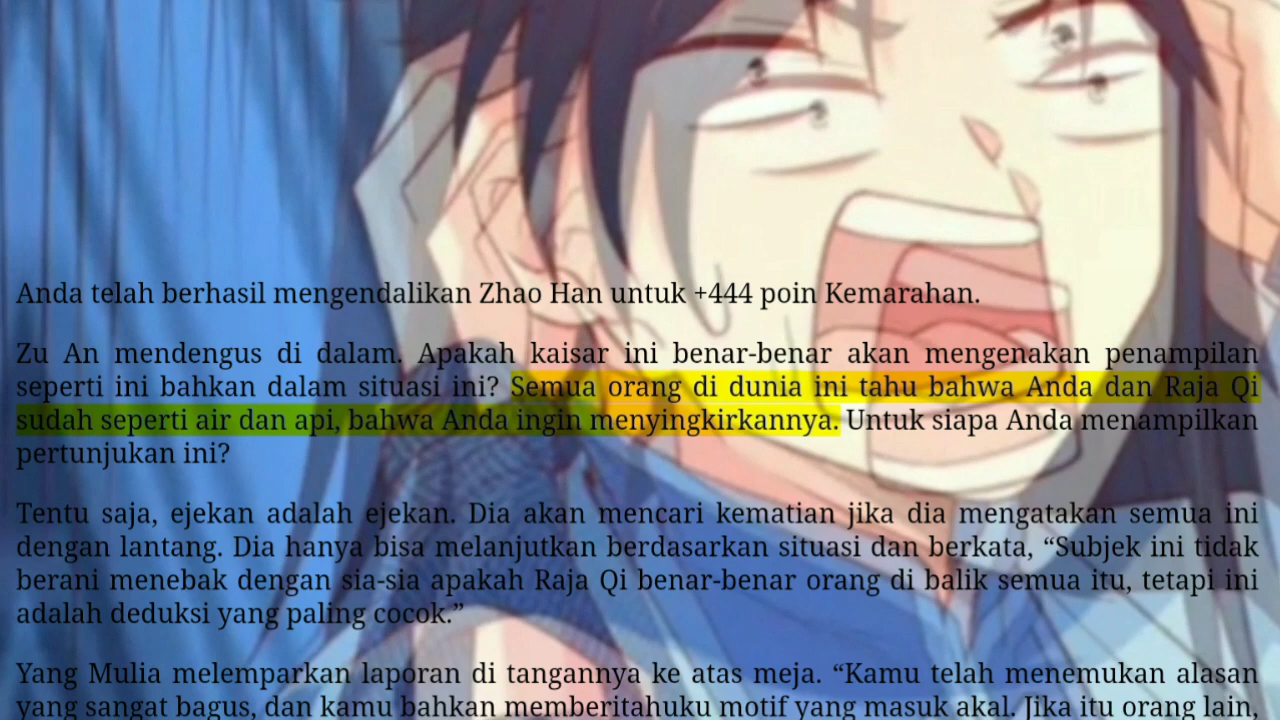 Anda telah berhasil mengendalikan Zhao Han untuk +444 poin Kemarahan.
Zu An mendengus di dalam. Apakah kaisar ini benar-benar akan mengenakan penampilan
seperti ini bahkan dalam situasi ini? Semua orang di dunia ini tahu bahwa Anda dan Raja Qi
sudah seperti air dan api, bahwa Anda ingin menyingkirkannya. Untuk siapa Anda menampilkan
pertunjukan ini?
Tentu saja, ejekan adalah ejekan. Dia akan mencari kematian jika dia mengatakan semua ini
dengan lantang. Dia hanya bisa melanjutkan berdasarkan situasi dan berkata, “Subjek ini tidak
berani menebak dengan sia-sia apakah Raja Qi benar-benar orang di balik semua itu, tetapi ini
adalah deduksi yang paling cocok.”
Yang Mulia melemparkan laporan di tangannya ke atas meja. “Kamu telah menemukan alasan
yang sangat bagus, dan kamu bahkan memberitahuku motif yang masuk akal. Jika itu orang lain,